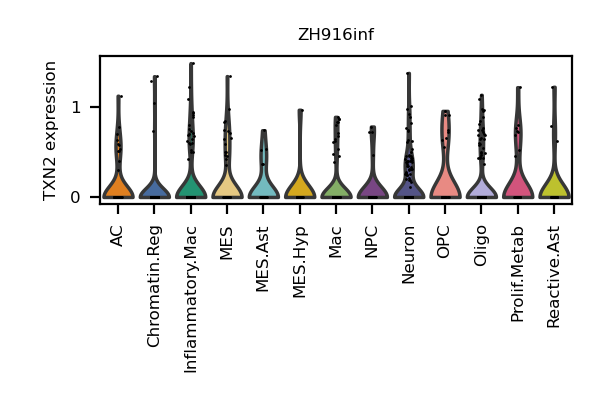 ZH916inf
TXN2 expression
1
0
AC
Chromatin.Reg
Inflammatory.Mac
MES
MES.Ast
MES.Hyp
Mac
NPC
Neuron
OPC
Oligo
Prolif.Metab
Reactive.Ast